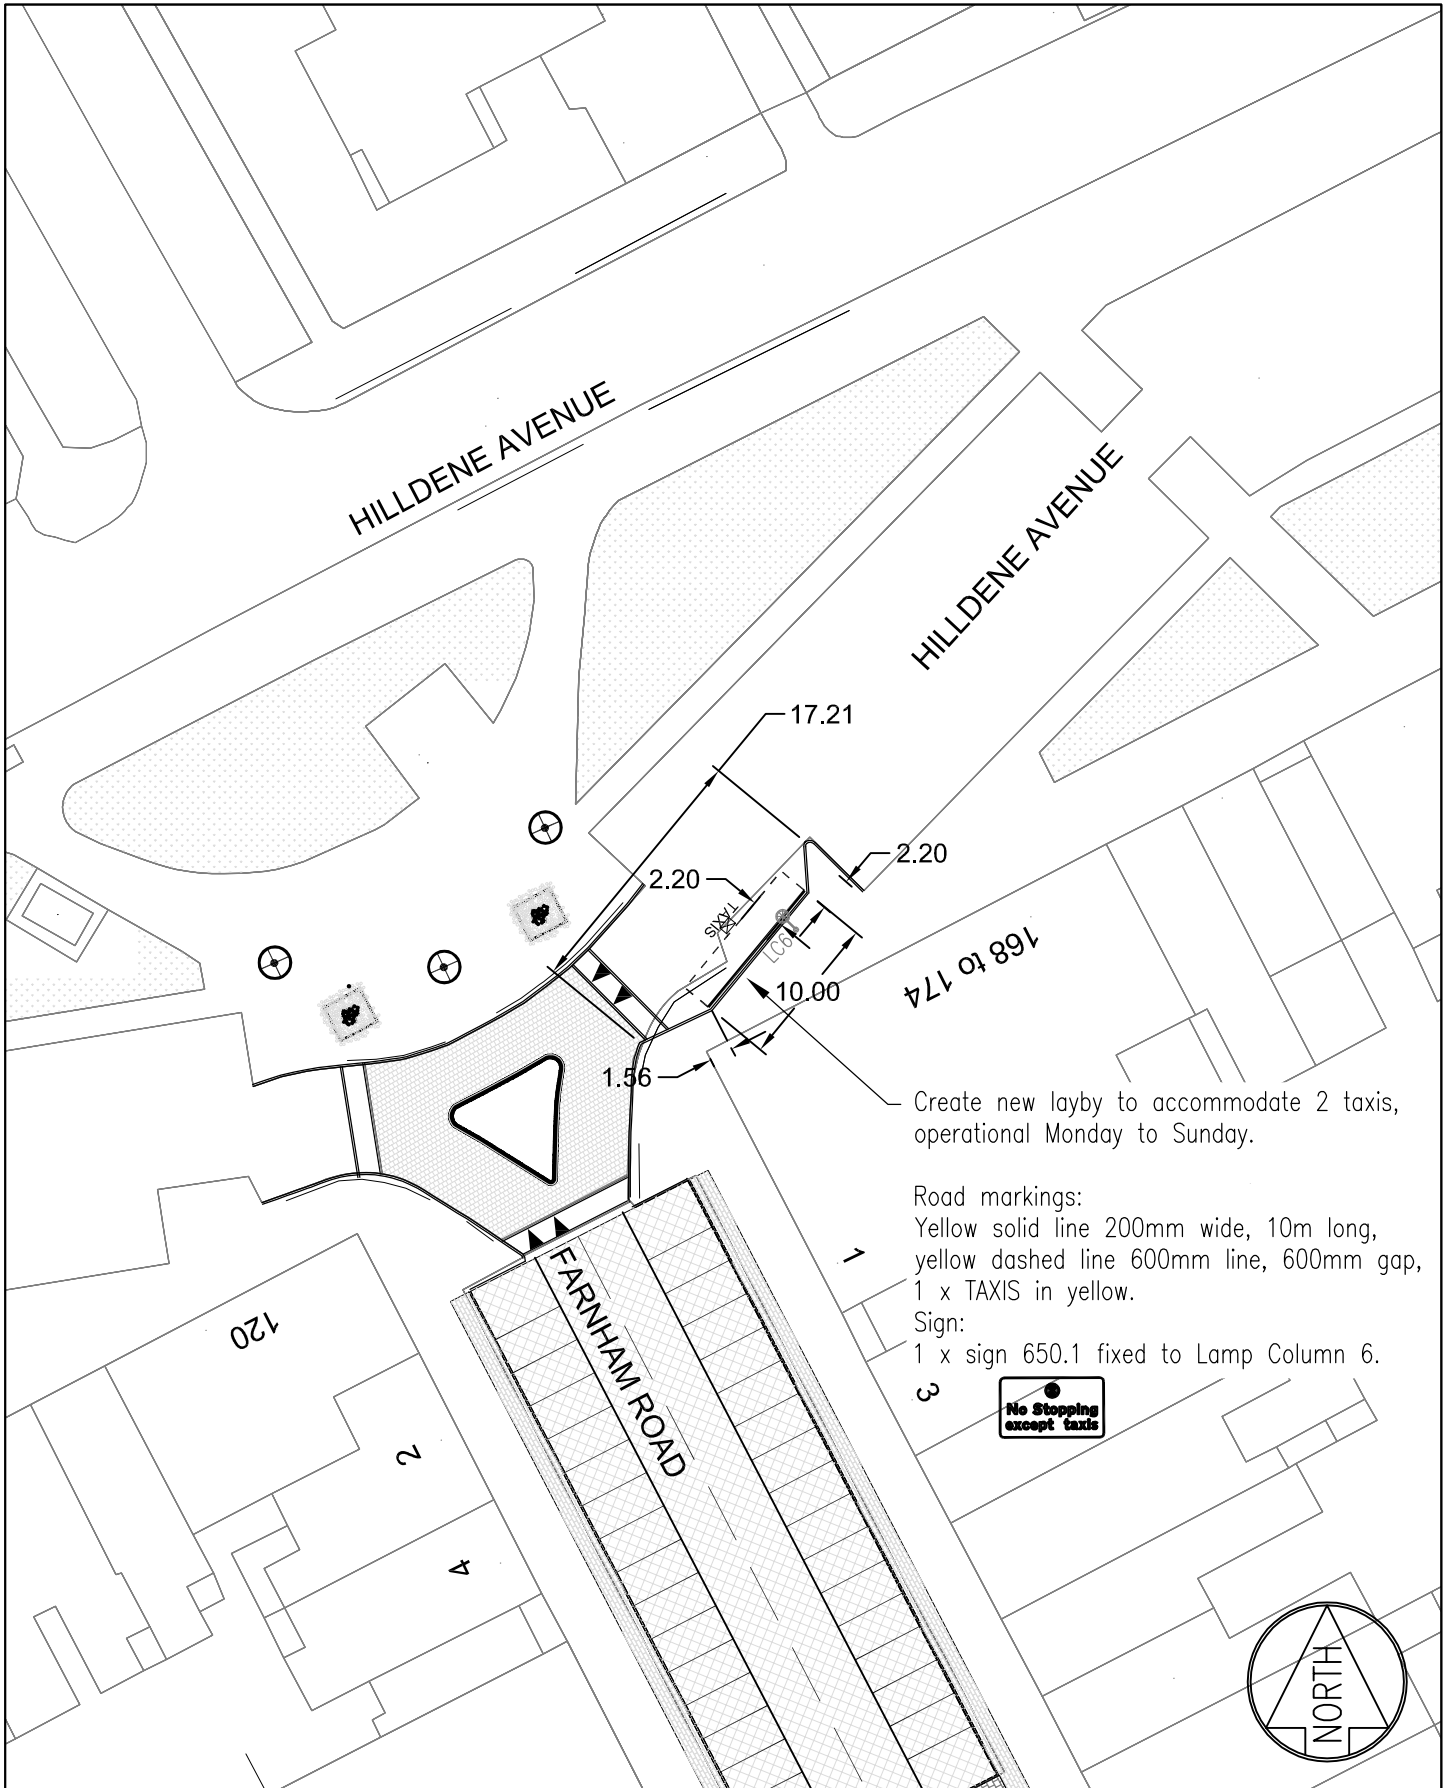 HILLDENE AVENUE
HILLDENE AVENUE
17.21
2.20
2.20
TAXIS
LC6
168 to 174
10.00
1.56
Create new layby to accommodate 2 taxis,
operational Monday to Sunday.
Road markings:
Yellow solid line 200mm wide, 10m long,
yellow dashed line 600mm line, 600mm gap,
1 x TAXIS in yellow.
Sign:
1 x sign 650.1 fixed to Lamp Column 6.
No Stopping
except taxis
1
3
FARNHAM ROAD
120
2
4
NORTH